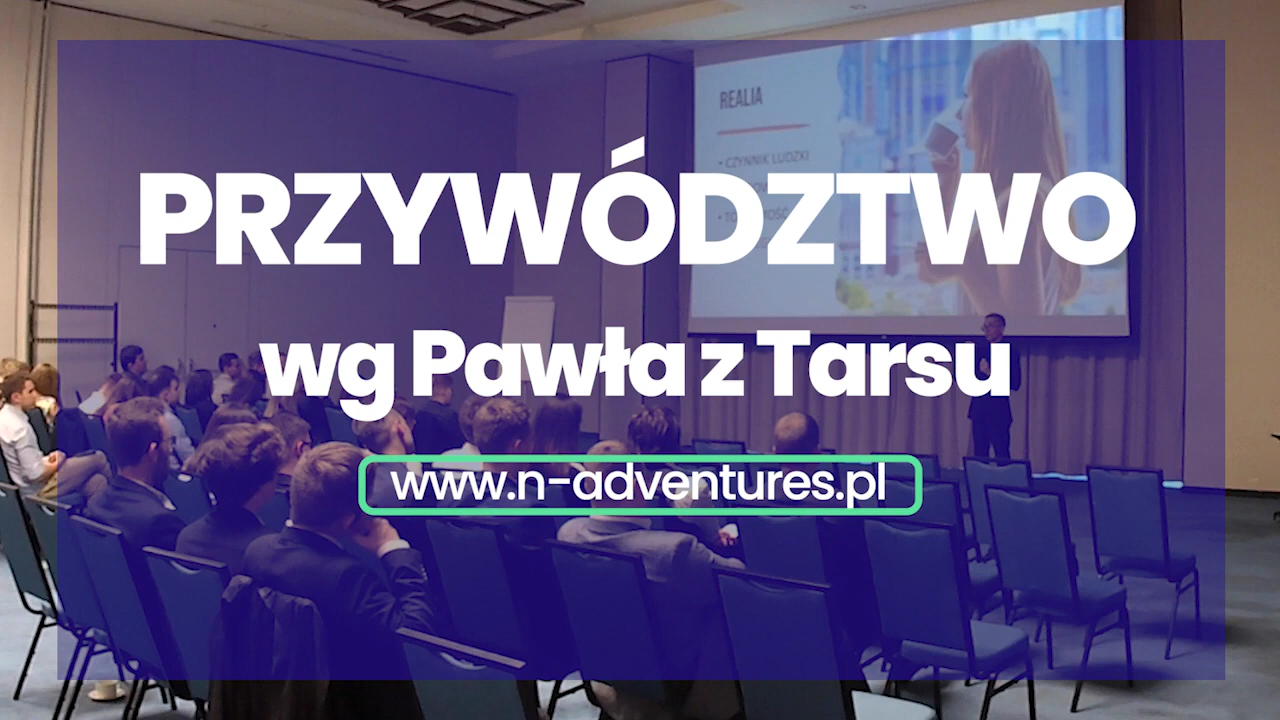 REALIA
• CZYNNIK LUDZKI
PRZYWÓDZTWO
wg Pawła z Tarsu
www.n-adventures.pl